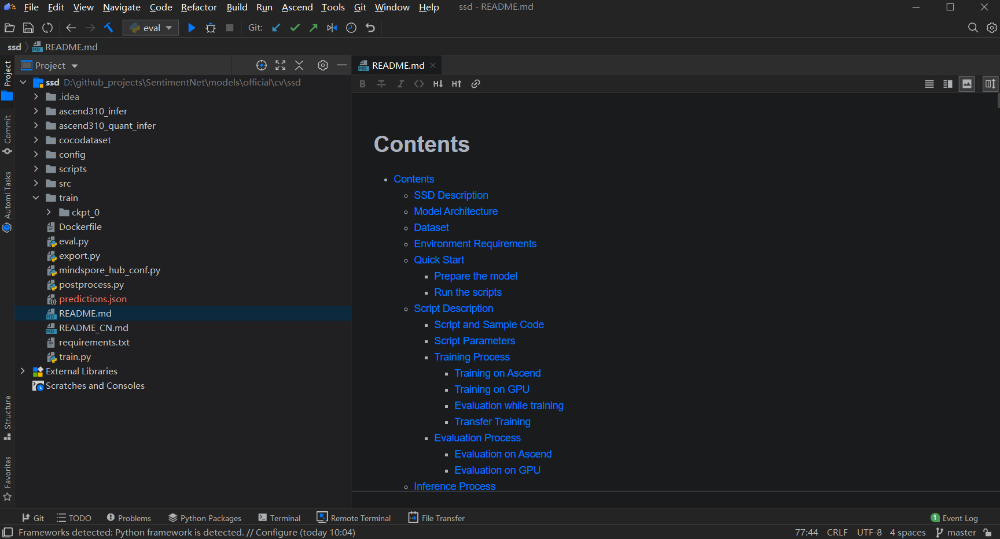 File Edit View Navigate Code Refactor Build Run Ascend Tools Git Window Help ssd - README.md
eval Git:
ssd README.md
Project
README.md
Project
Commit
Automl Tasks
Structure
Favorites
ssd D:\github_projects\SentimentNet\models\official\cv\ssd
.idea
ascend310_infer
ascend310_quant_infer
cocodataset
config
scripts
src
train
ckpt_0
Dockerfile
eval.py
export.py
mindspore_hub_conf.py
postprocess.py
predictions.json
README.md
README_CN.md
requirements.txt
train.py
External Libraries
Scratches and Consoles
B I <> H↓ H↑
Contents
Contents
SSD Description
Model Architecture
Dataset
Environment Requirements
Quick Start
Prepare the model
Run the scripts
Script Description
Script and Sample Code
Script Parameters
Training Process
Training on Ascend
Training on GPU
Evaluation while training
Transfer Training
Evaluation Process
Evaluation on Ascend
Evaluation on GPU
Inference Process
Git TODO Problems Python Packages Terminal Remote Terminal File Transfer 1 Event Log
Frameworks detected: Python framework is detected. // Configure (today 10:04) 77:44 CRLF UTF-8 4 spaces master